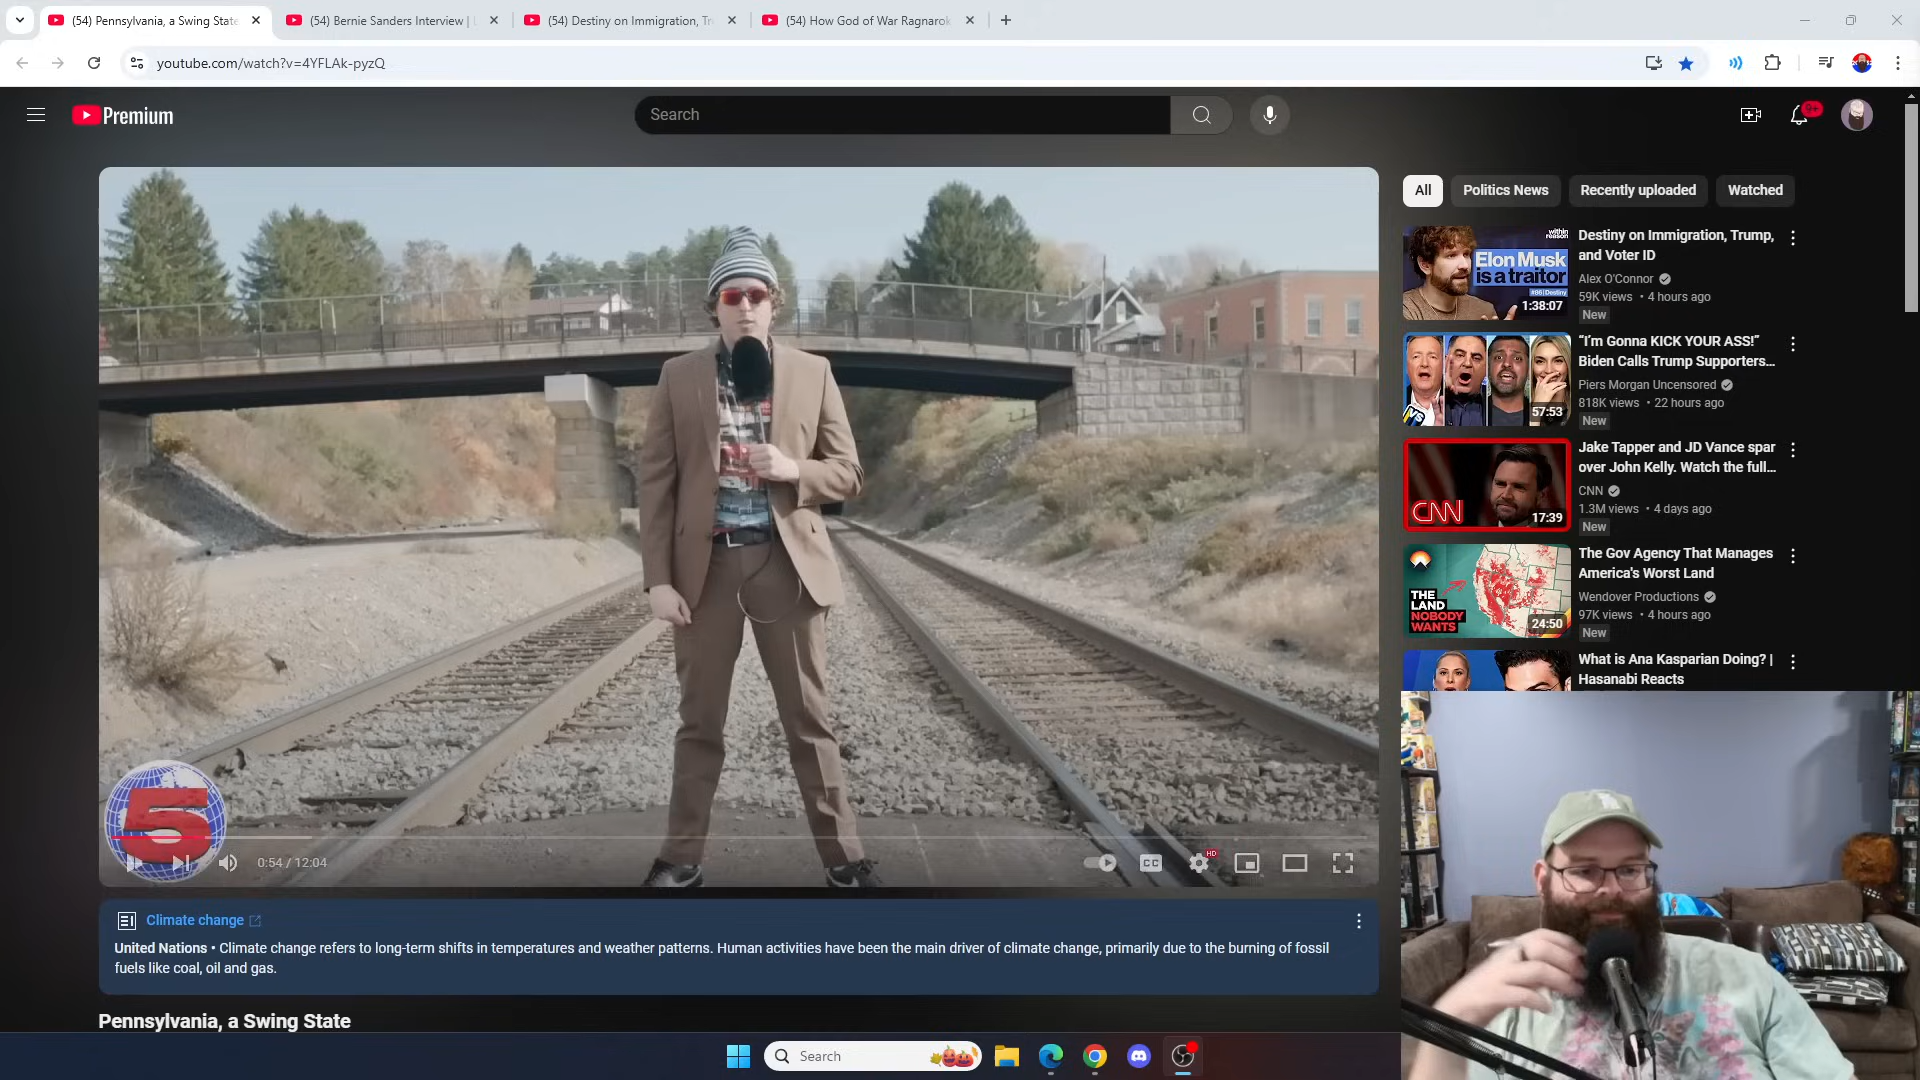 (54) Pennsylvania, a Swing State
(54) Bernie Sanders Interview |
(54) Destiny on Immigration, Tr
(54) How God of War Ragnarok
youtube.com/watch?v=4YFLAk-pyzQ
Premium
Search
9+
All
Politics News
Recently uploaded
Watched
within reason
Elon Musk
is a traitor
#86 | Destiny
1:38:07
Destiny on Immigration, Trump,
and Voter ID
Alex O'Connor
59K views • 4 hours ago
New
57:53
“I’m Gonna KICK YOUR ASS!”
Biden Calls Trump Supporters...
Piers Morgan Uncensored
818K views • 22 hours ago
New
CNN
17:39
Jake Tapper and JD Vance spar
over John Kelly. Watch the full...
CNN
1.3M views • 4 days ago
New
THE
LAND
NOBODY
WANTS
24:50
The Gov Agency That Manages
America's Worst Land
Wendover Productions
97K views • 4 hours ago
New
What is Ana Kasparian Doing? |
Hasanabi Reacts
5
0:54 / 12:04
CC
HD
Climate change
United Nations • Climate change refers to long-term shifts in temperatures and weather patterns. Human activities have been the main driver of climate change, primarily due to the burning of fossil
fuels like coal, oil and gas.
Pennsylvania, a Swing State
Search